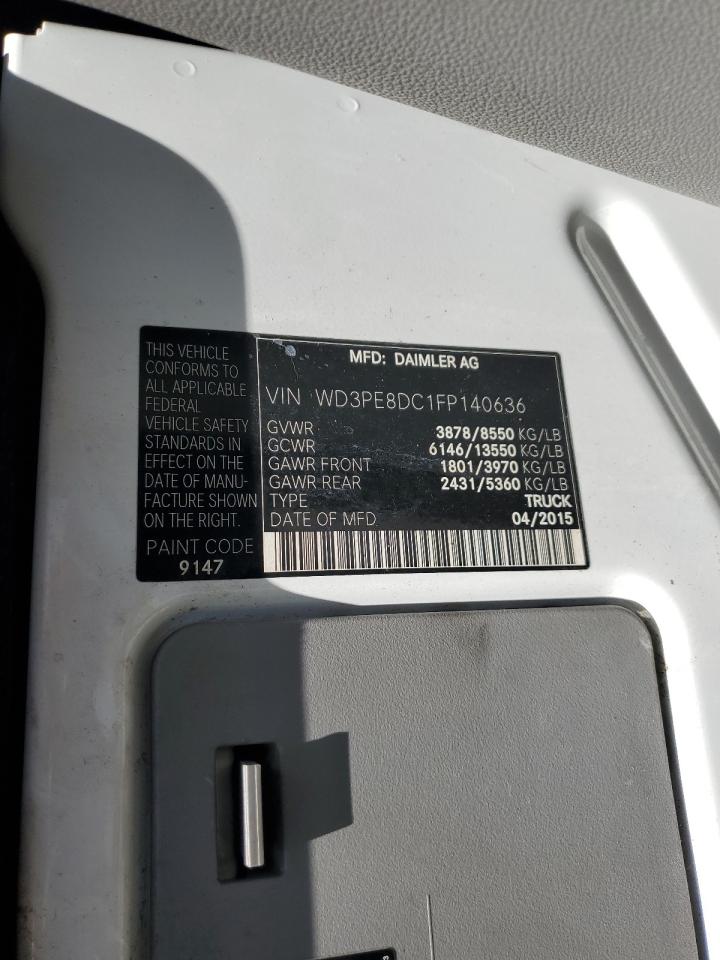 THIS VEHICLE
CONFORMS TO
ALL APPLICABLE
FEDERAL
VEHICLE SAFETY
STANDARDS IN
EFFECT ON THE
DATE OF MANU-
FACTURE SHOWN
ON THE RIGHT.
PAINT CODE
9147
MFD: DAIMLER AG
VIN WD3PE8DC1FP140636
GVWR 3878/8550 KG/LB
GCWR 6146/13550 KG/LB
GAWR FRONT 1801/3970 KG/LB
GAWR REAR 2431/5360 KG/LB
TYPE TRUCK
DATE OF MFD. 04/2015